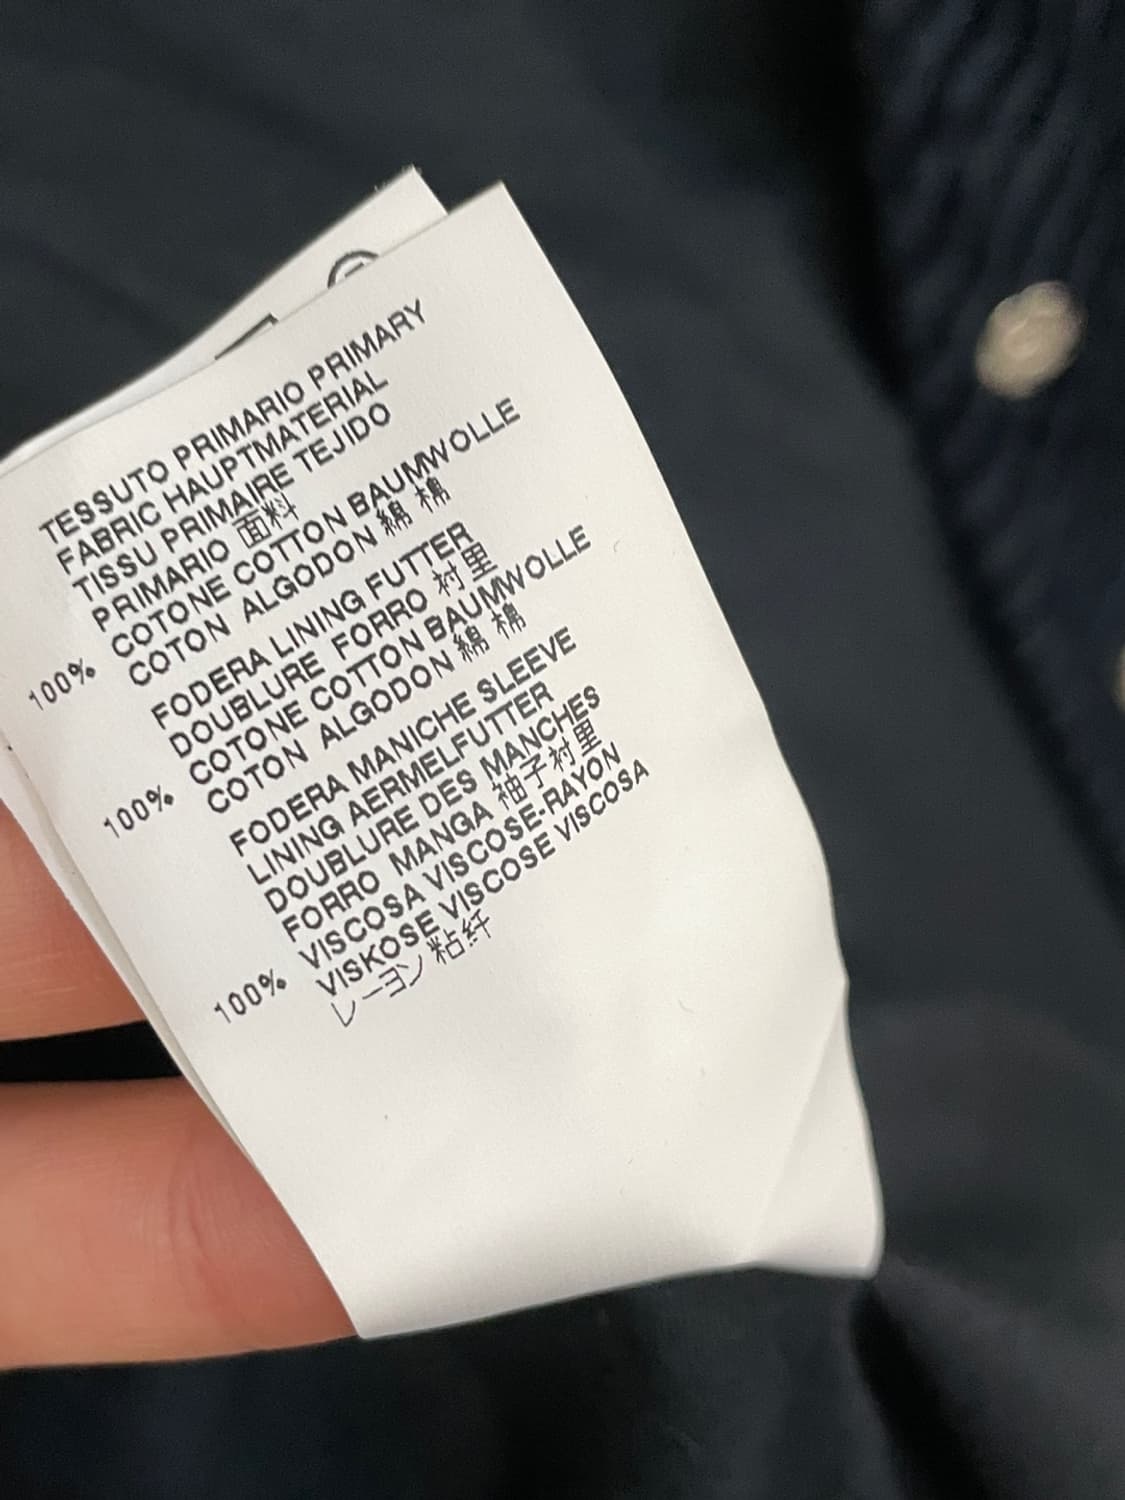 TESSUTO PRIMARIO PRIMARY
FABRIC HAUPTMATERIAL
TISSU PRIMAIRE TEJIDO
PRIMARIO 面料
100% COTONE COTTON BAUMWOLLE
COTON ALGODON 綿 棉
FODERA LINING FUTTER
DOUBLURE FORRO 衬里
100% COTONE COTTON BAUMWOLLE
COTON ALGODON 綿 棉
FODERA MANICHE SLEEVE
LINING AERMELFUTTER
DOUBLURE DES MANCHES
FORRO MANGA 袖子衬里
100% VISCOSA VISCOSE-RAYON
VISKOSE VISCOSE VISCOSA
レーヨン 粘纤